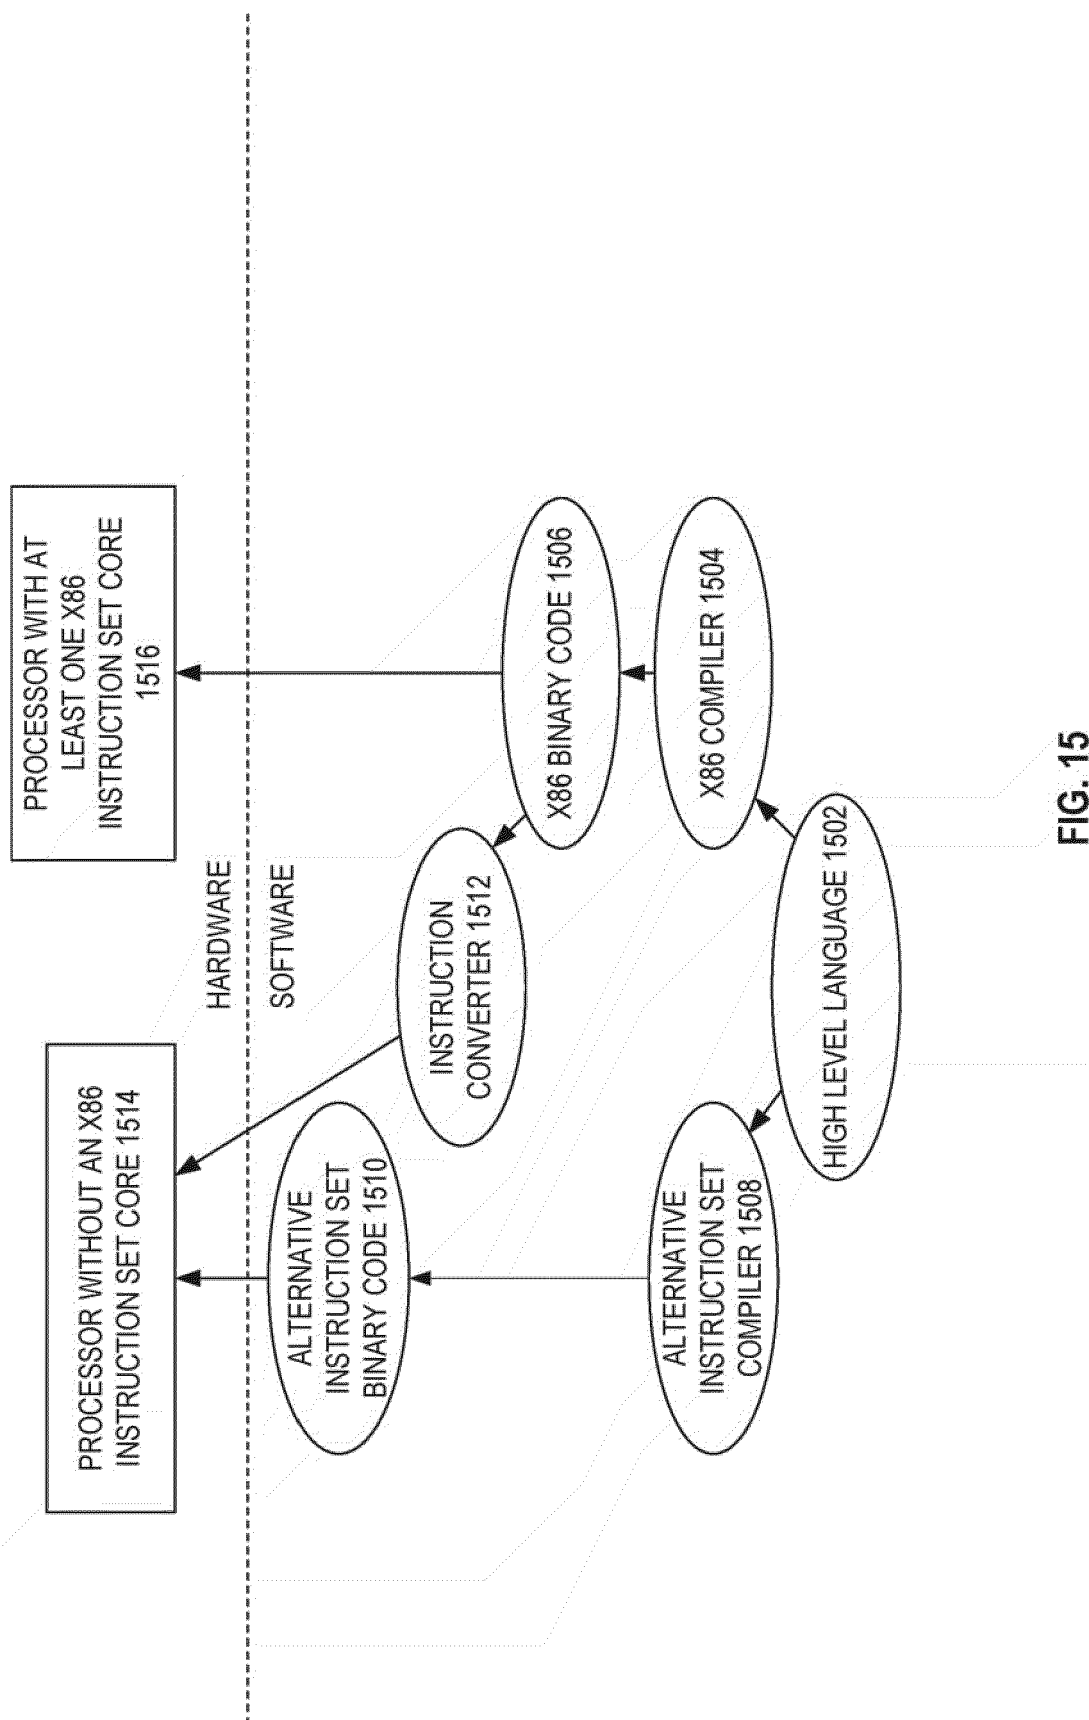 PROCESSOR WITHOUT AN X86
INSTRUCTION SET CORE 1514
PROCESSOR WITH AT
LEAST ONE X86
INSTRUCTION SET CORE
1516
HARDWARE
SOFTWARE
ALTERNATIVE
INSTRUCTION SET
BINARY CODE 1510
INSTRUCTION
CONVERTER 1512
X86 BINARY CODE 1506
ALTERNATIVE
INSTRUCTION SET
COMPILER 1508
X86 COMPILER 1504
HIGH LEVEL LANGUAGE 1502
FIG. 15